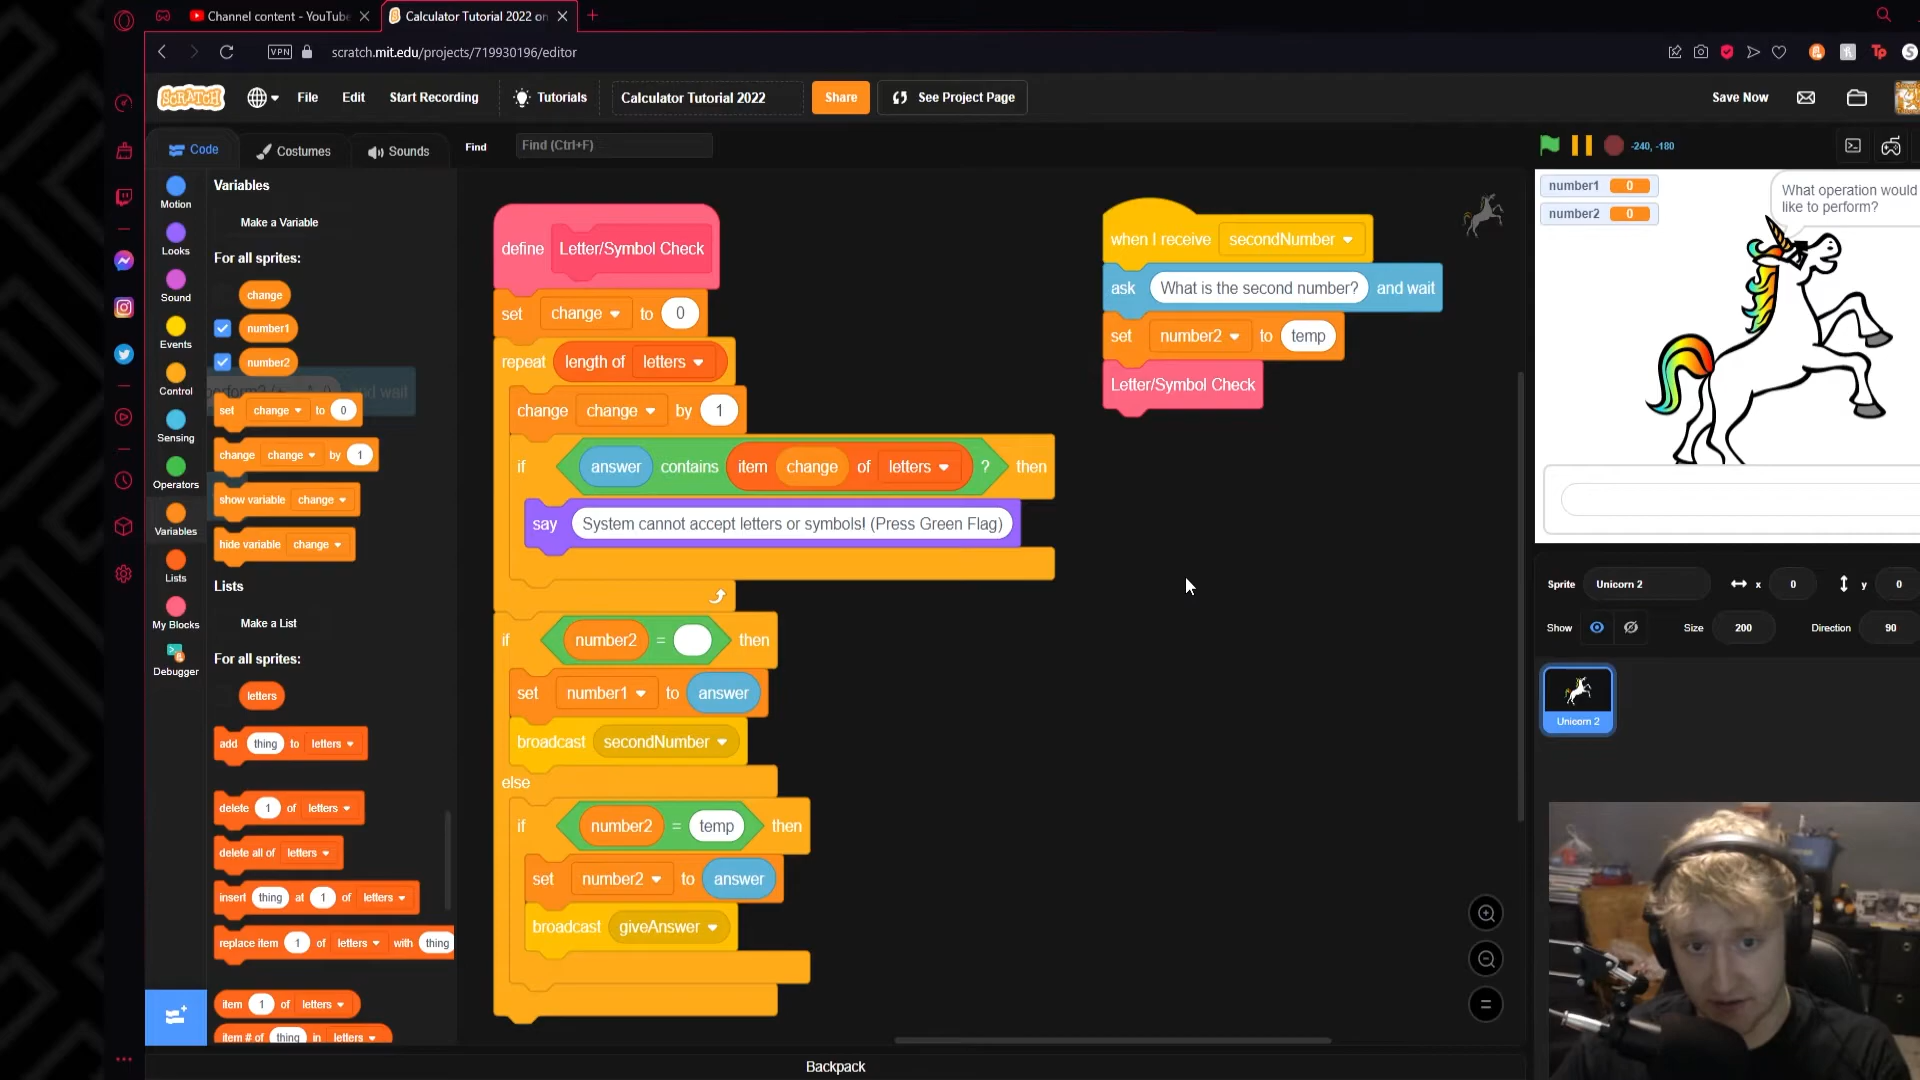 Channel content - YouTube
Calculator Tutorial 2022 on
VPN
scratch.mit.edu/projects/719930196/editor
Tp
S
SCRATCH
File
Edit
Start Recording
Tutorials
Calculator Tutorial 2022
Share
See Project Page
Save Now
Code
Costumes
Sounds
Find
Find (Ctrl+F)
-240, -180
Motion
Looks
Sound
Events
Control
Sensing
Operators
Variables
Lists
My Blocks
Debugger
Variables
Make a Variable
For all sprites:
change
number1
number2
and wait
set change to 0
change change by 1
show variable change
hide variable change
Lists
Make a List
For all sprites:
letters
add thing to letters
delete 1 of letters
delete all of letters
insert thing at 1 of letters
replace item 1 of letters with thing
item 1 of letters
item # of thing in letters
define Letter/Symbol Check
set change to 0
repeat length of letters
change change by 1
if answer contains item change of letters ? then
say System cannot accept letters or symbols! (Press Green Flag)
if number2 = then
set number1 to answer
broadcast secondNumber
else
if number2 = temp then
set number2 to answer
broadcast giveAnswer
when I receive secondNumber
ask What is the second number? and wait
set number2 to temp
Letter/Symbol Check
number1 0
number2 0
What operation would
like to perform?
Sprite Unicorn 2 x 0 y 0
Show Size 200 Direction 90
Unicorn 2
Backpack